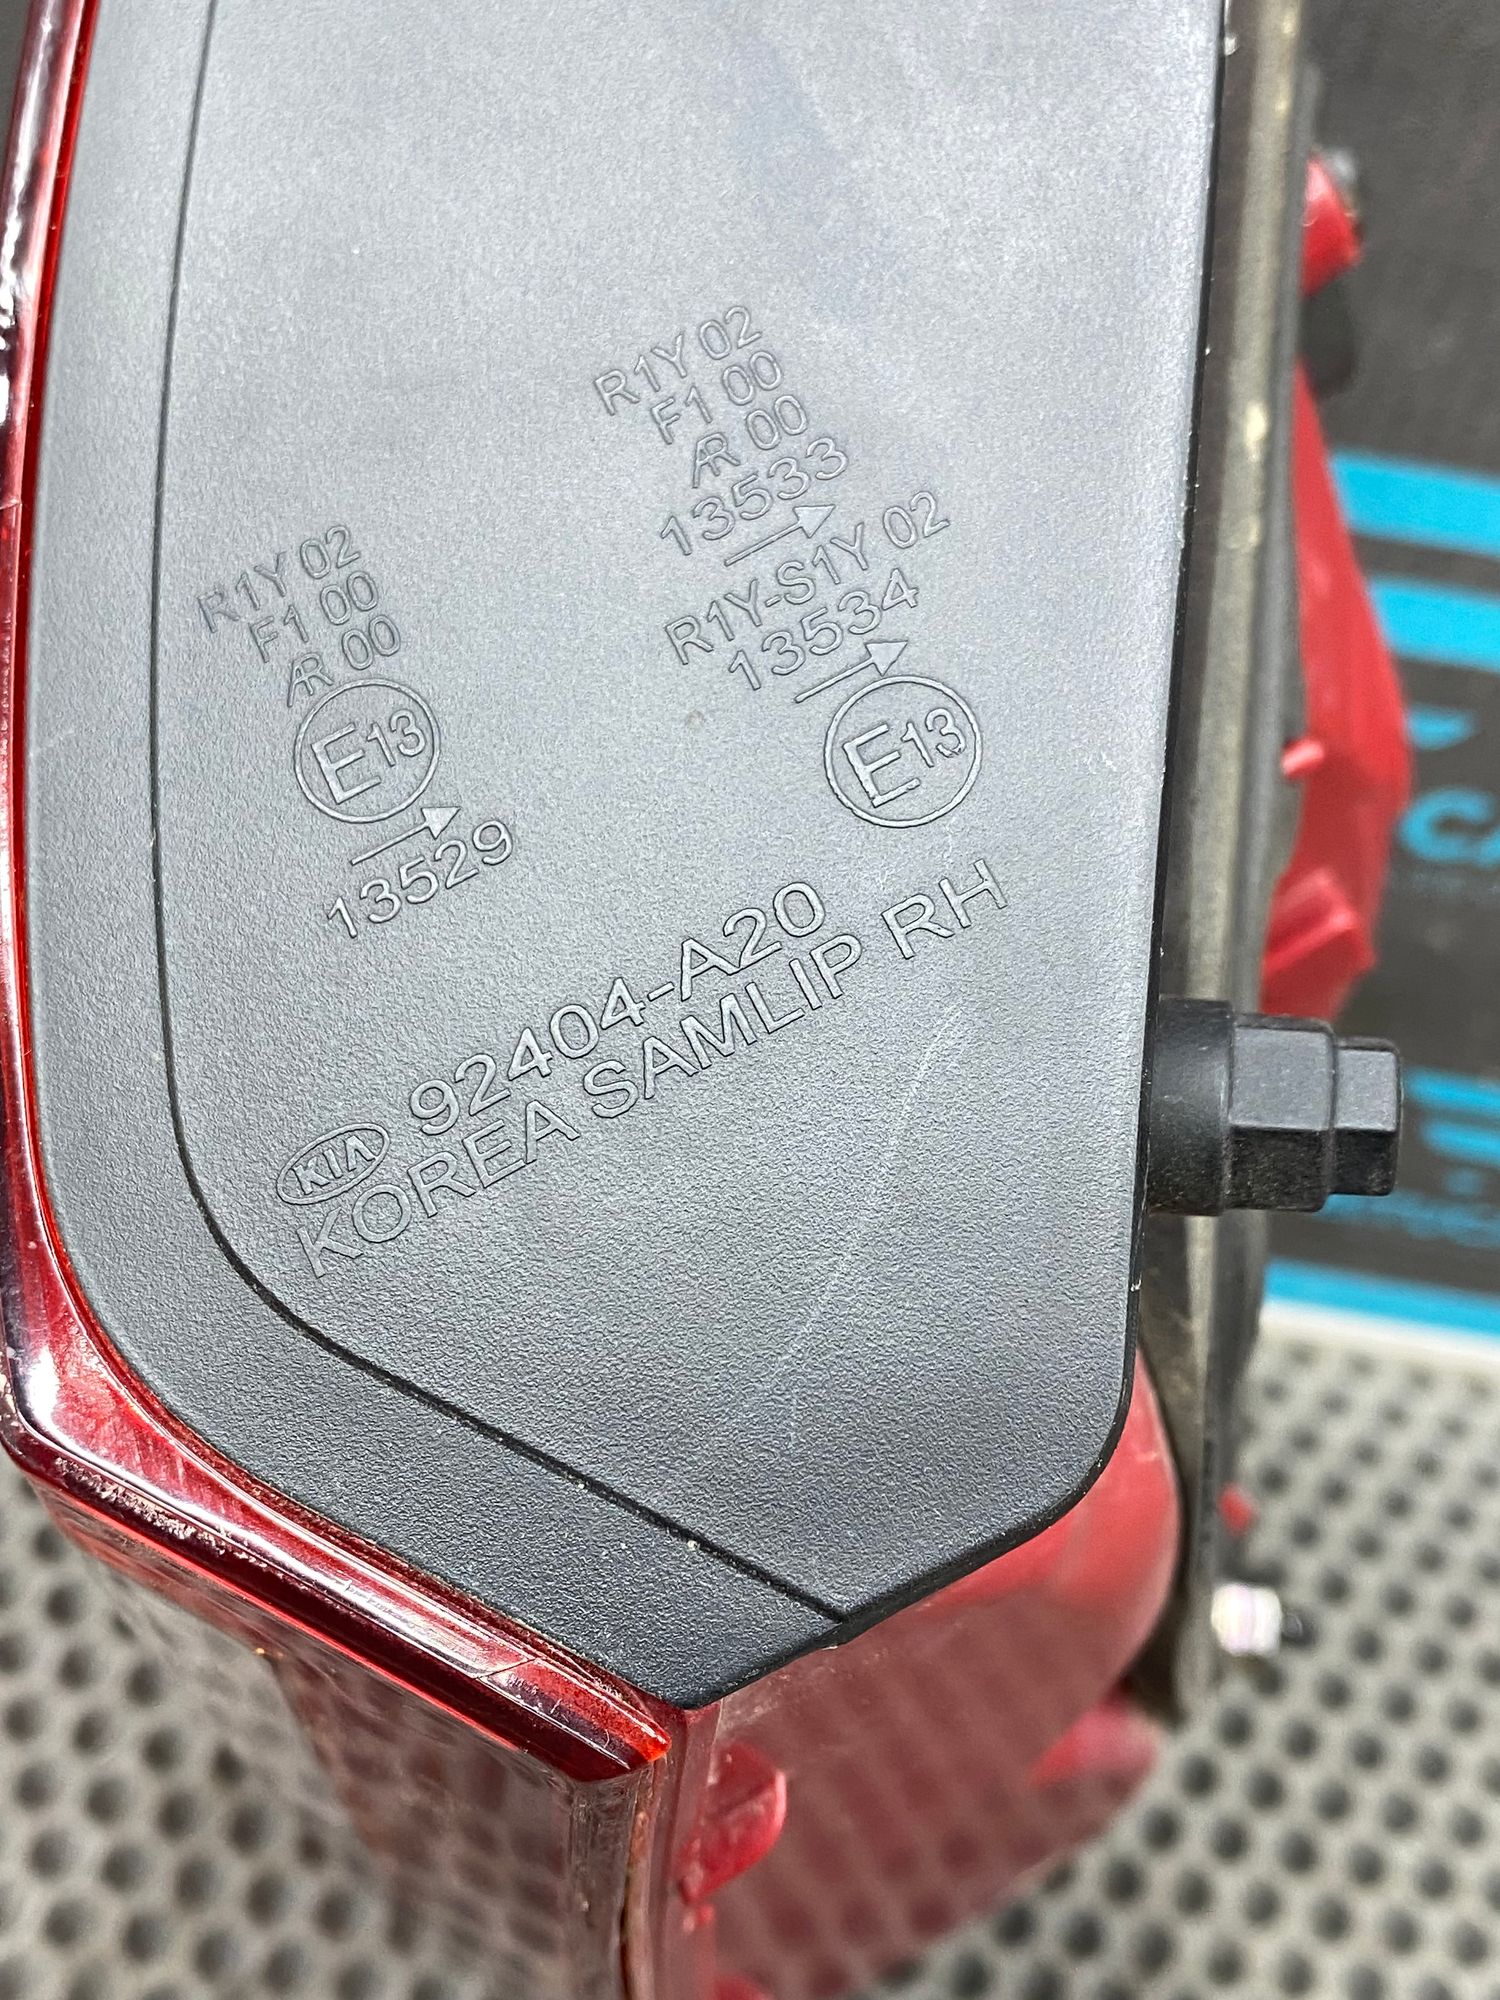 R1Y 02
F1 00
AR 00
13533
R1Y-S1Y 02
13534
E13
R1Y 02
F1 00
AR 00
E13
13529
KIA 92404-A20
KOREA SAMLIP RH